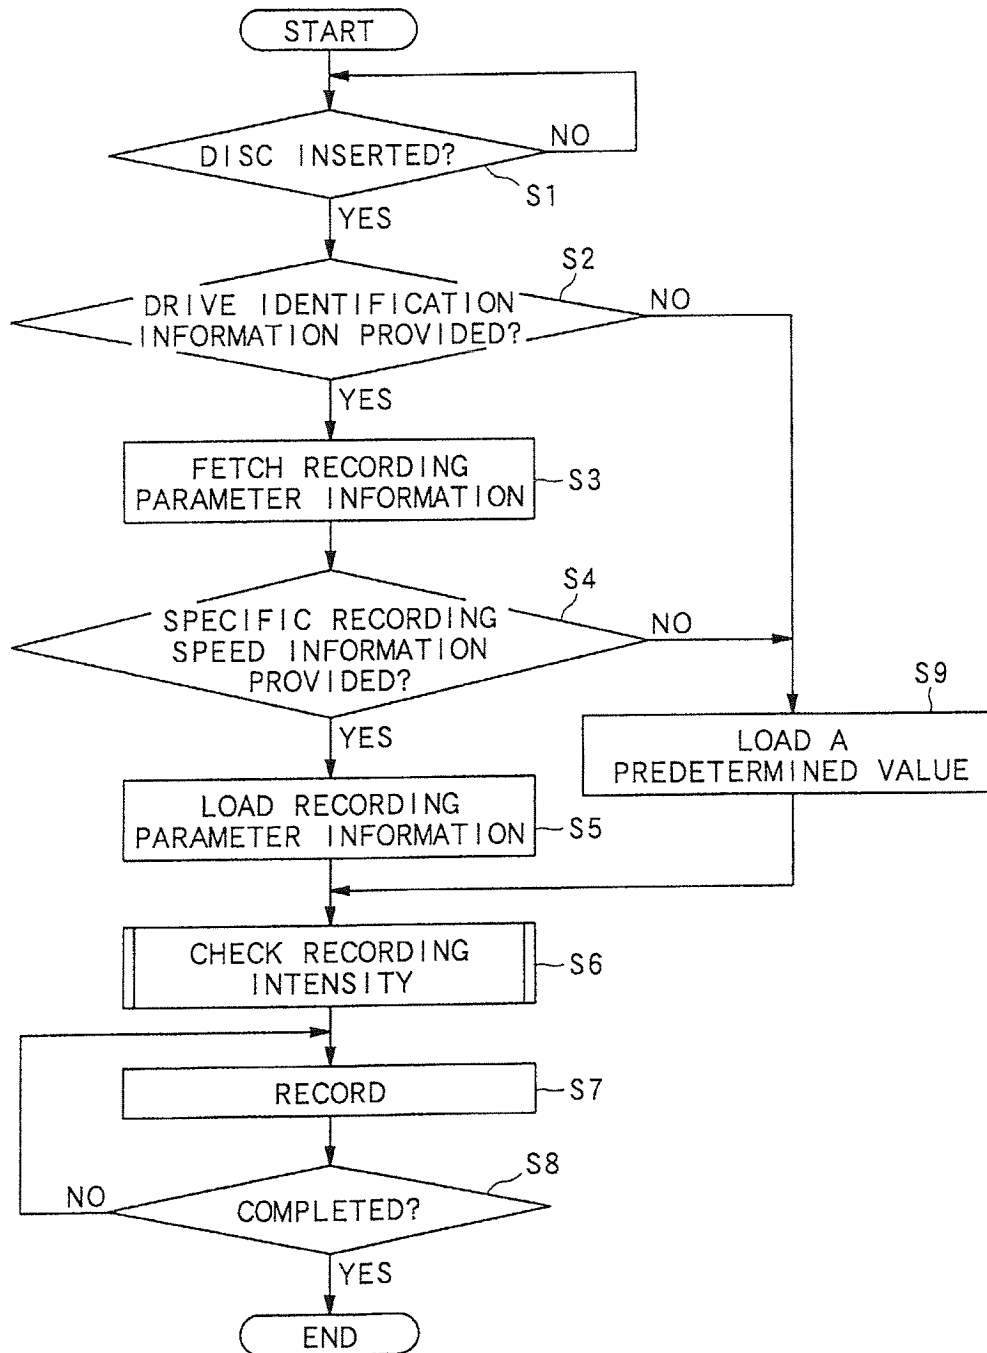 START
NO
DISC INSERTED?
S1
YES
S2
DRIVE IDENTIFICATION
INFORMATION PROVIDED?
NO
YES
FETCH RECORDING
PARAMETER INFORMATION
S3
S4
SPECIFIC RECORDING
SPEED INFORMATION
PROVIDED?
NO
YES
S9
LOAD A
PREDETERMINED VALUE
LOAD RECORDING
PARAMETER INFORMATION
S5
CHECK RECORDING
INTENSITY
S6
RECORD
S7
S8
NO
COMPLETED?
YES
END